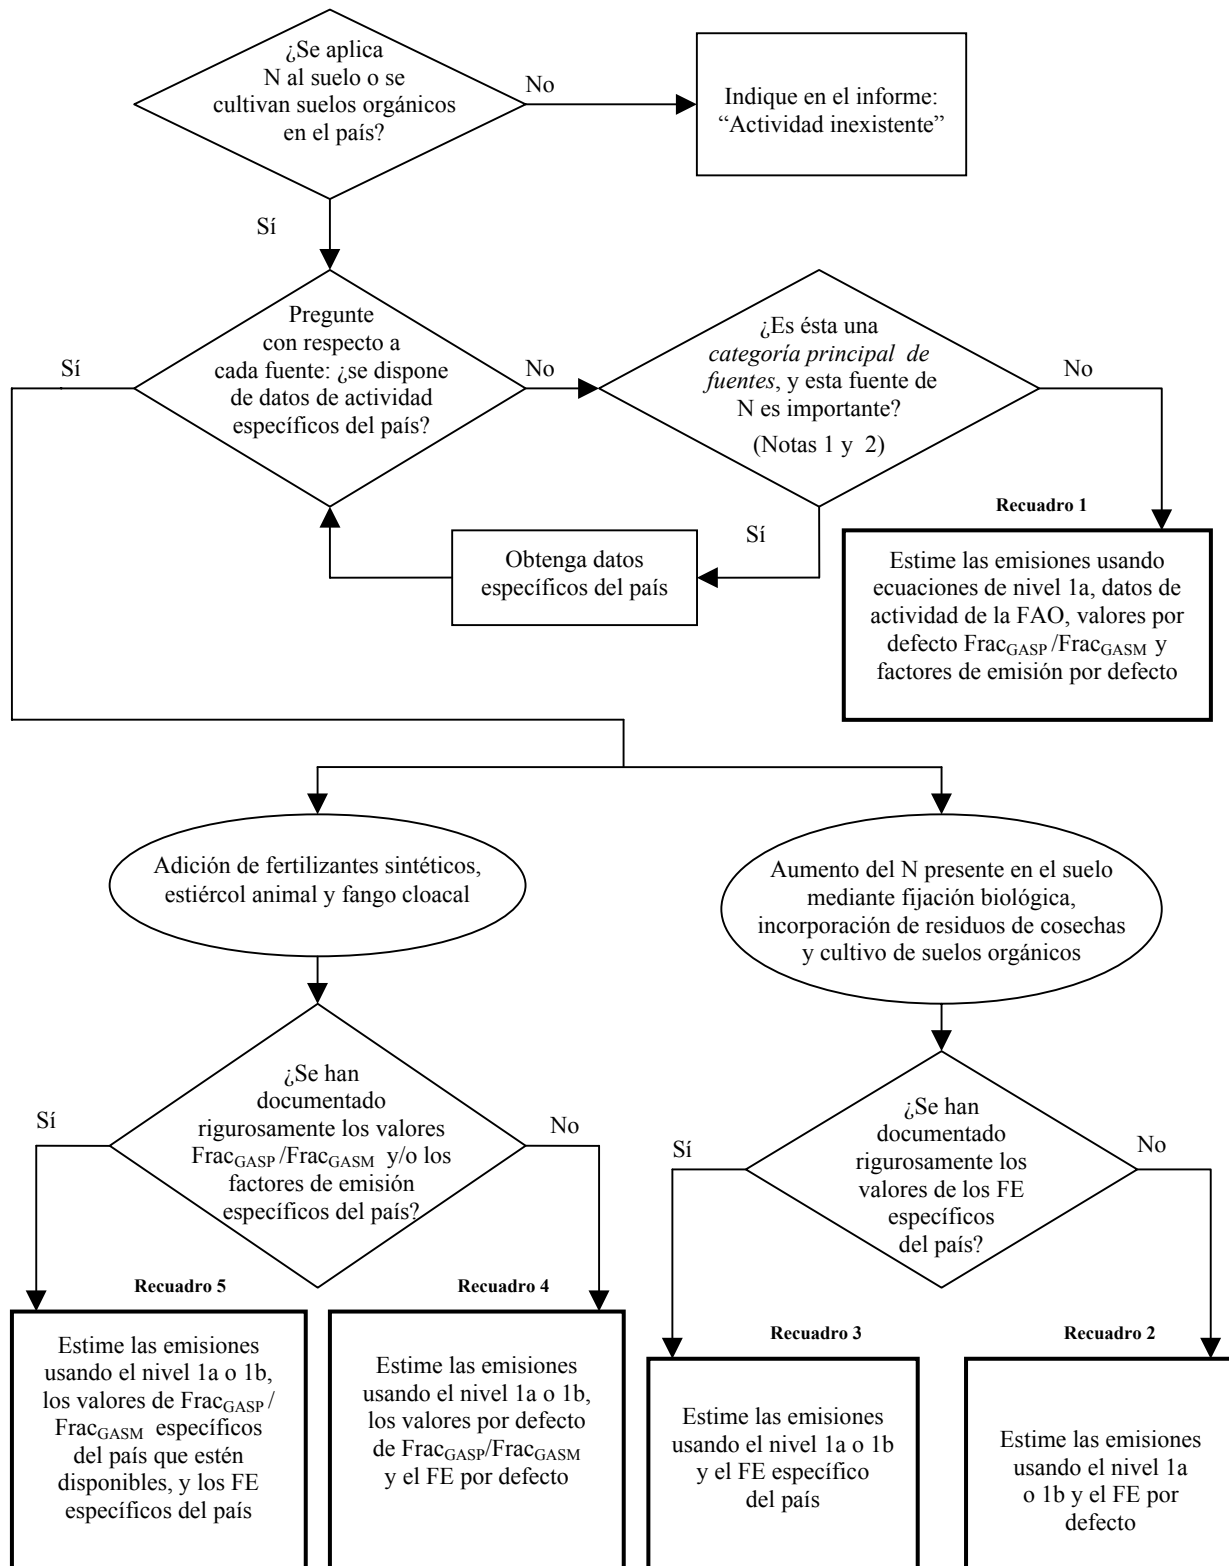 ¿Se aplica
N al suelo o se
cultivan suelos orgánicos
en el país?
No
Indique en el informe:
“Actividad inexistente”
Sí
Pregunte
con respecto a
cada fuente: ¿se dispone
de datos de actividad
específicos del país?
Sí
No
¿Es ésta una
categoría principal de
fuentes, y esta fuente de
N es importante?
(Notas 1 y 2)
No
Sí
Obtenga datos
específicos del país
Recuadro 1
Estime las emisiones usando
ecuaciones de nivel 1a, datos de
actividad de la FAO, valores por
defecto FracGASP/FracGASM y
factores de emisión por defecto
Adición de fertilizantes sintéticos,
estiércol animal y fango cloacal
Aumento del N presente en el suelo
mediante fijación biológica,
incorporación de residuos de cosechas
y cultivo de suelos orgánicos
¿Se han
documentado
rigurosamente los valores
FracGASP/FracGASM y/o los
factores de emisión
específicos del país?
Sí
No
¿Se han
documentado
rigurosamente los
valores de los FE
específicos
del país?
Sí
No
Recuadro 5
Estime las emisiones
usando el nivel 1a o 1b,
los valores de FracGASP/
FracGASM específicos
del país que estén
disponibles, y los FE
específicos del país
Recuadro 4
Estime las emisiones
usando el nivel 1a o 1b,
los valores por defecto
de FracGASP/FracGASM
y el FE por defecto
Recuadro 3
Estime las emisiones
usando el nivel 1a o 1b
y el FE específico
del país
Recuadro 2
Estime las emisiones
usando el nivel 1a
o 1b y el FE por
defecto